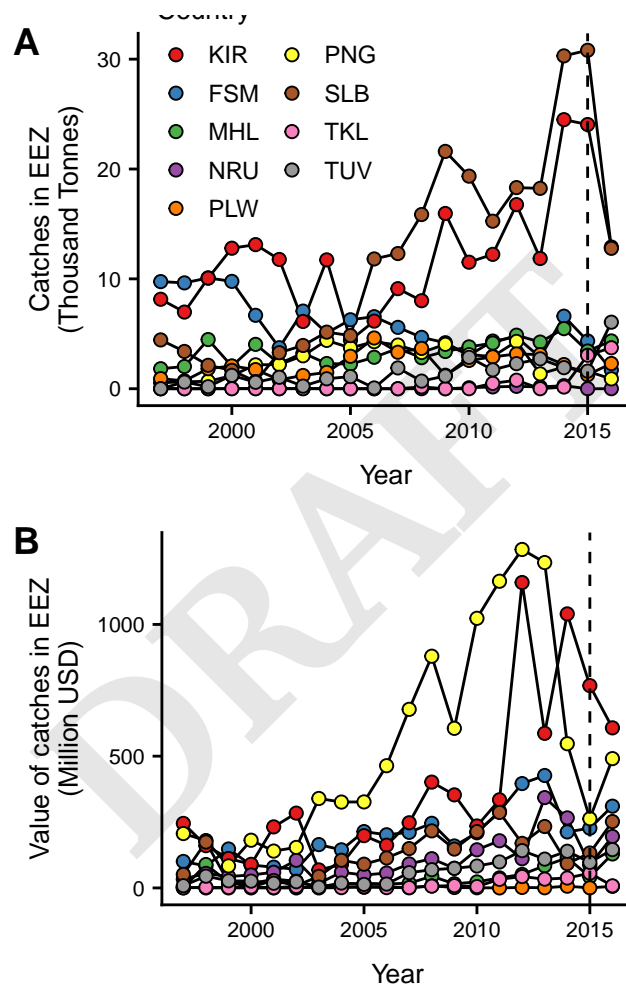 A
KIR
PNG
FSM
SLB
MHL
TKL
NRU
TUV
PLW
Catches in EEZ
(Thousand Tonnes)
30
20
10
0
2000
2005
2010
2015
Year
B
Value of catches in EEZ
(Million USD)
1000
500
0
2000
2005
2010
2015
Year
DRAFT